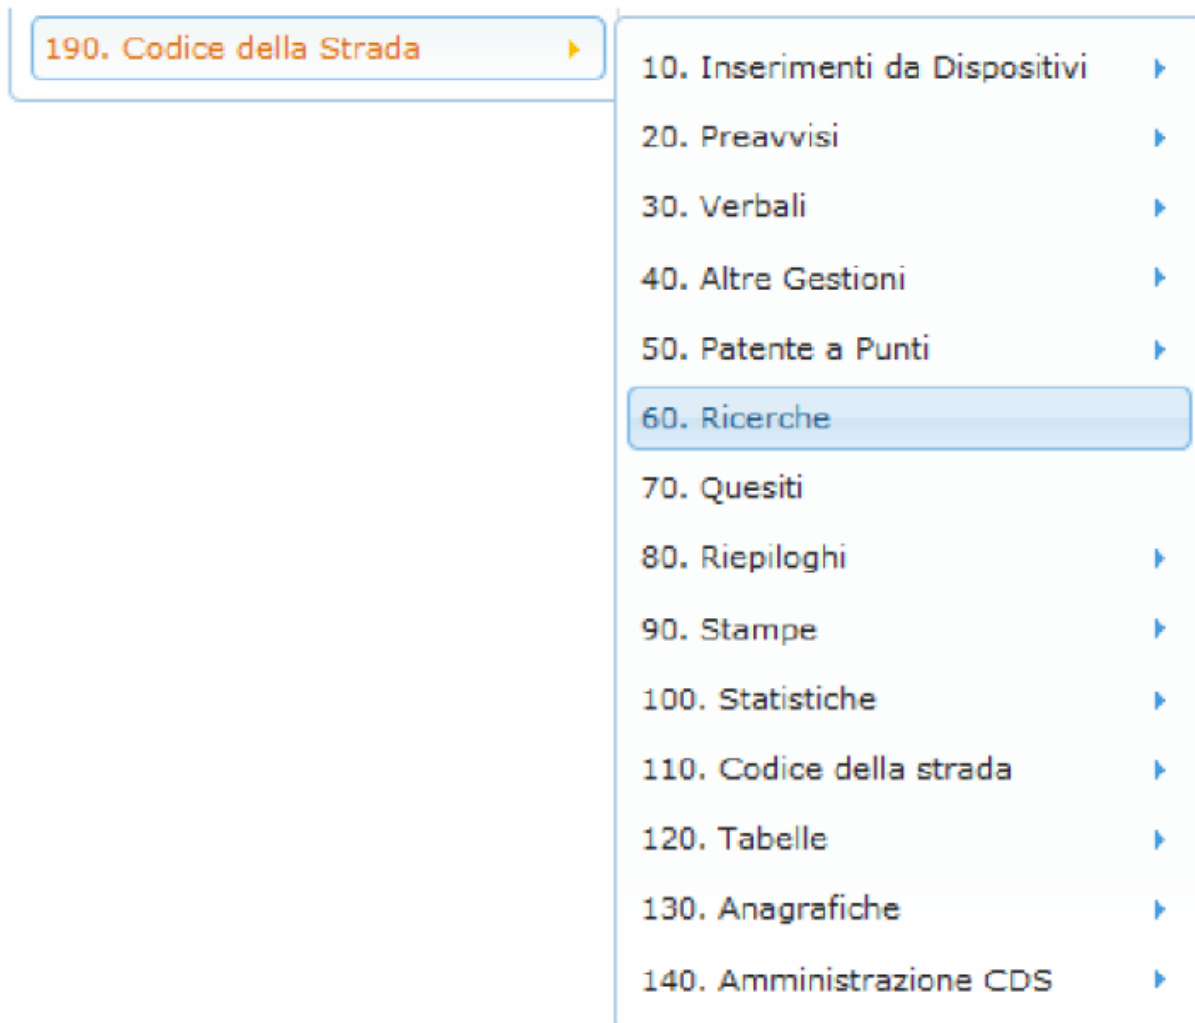 190. Codice della Strada
10. Inserimenti da Dispositivi
20. Preavvisi
30. Verbali
40. Altre Gestioni
50. Patente a Punti
60. Ricerche
70. Quesiti
80. Riepiloghi
90. Stampe
100. Statistiche
110. Codice della strada
120. Tabelle
130. Anagrafiche
140. Amministrazione CDS